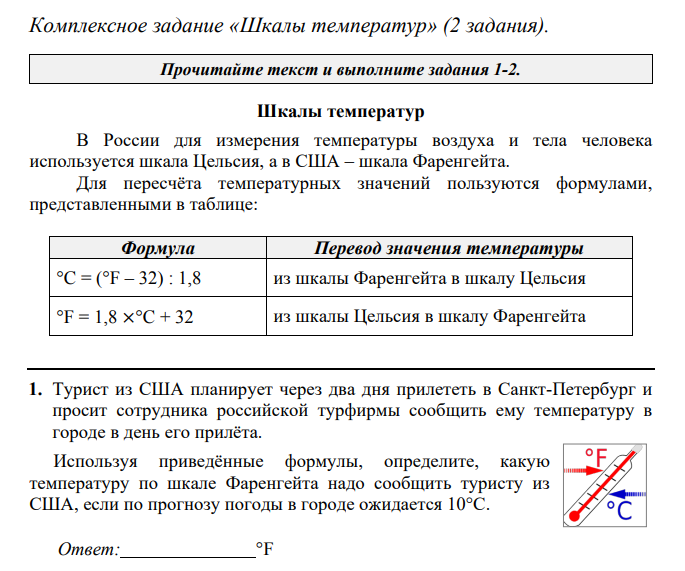 Комплексное задание «Шкалы температур» (2 задания).
Прочитайте текст и выполните задания 1-2.
Шкалы температур
В России для измерения температуры воздуха и тела человека
используется шкала Цельсия, а в США – шкала Фаренгейта.
Для пересчёта температурных значений пользуются формулами,
представленными в таблице:
Формула Перевод значения температуры
°C = (°F – 32) : 1,8 из шкалы Фаренгейта в шкалу Цельсия
°F = 1,8 ×°C + 32 из шкалы Цельсия в шкалу Фаренгейта
1. Турист из США планирует через два дня прилететь в Санкт-Петербург и
просит сотрудника российской турфирмы сообщить ему температуру в
городе в день его прилёта.
Используя приведённые формулы, определите, какую
температуру по шкале Фаренгейта надо сообщить туристу из
США, если по прогнозу погоды в городе ожидается 10°C.
°F
°C
Ответ:_______________°F